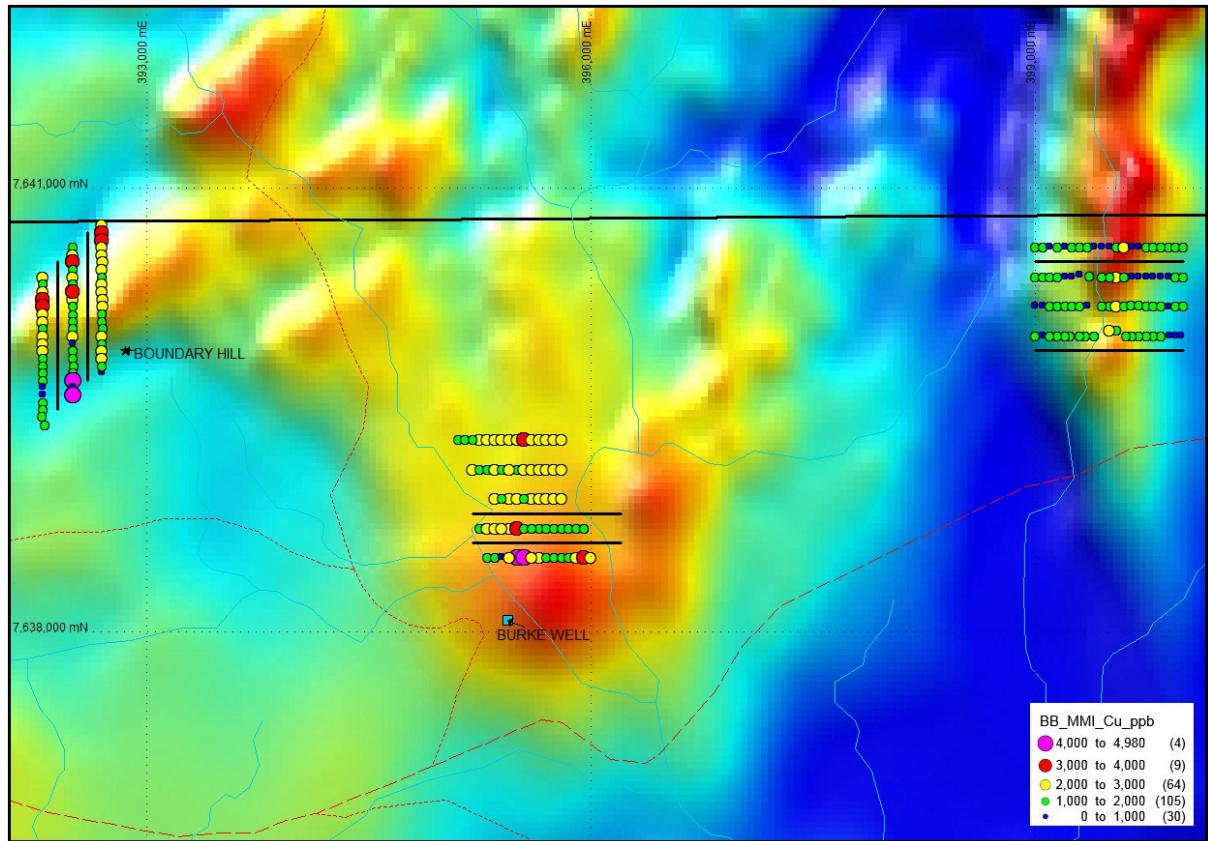 393,000 mE
396,000 mE
399,000 mE
7,641,000 mN
BOUNDARY HILL
7,638,000 mN
BURKE WELL
BB_MMI_Cu_ppb
4,000 to 4,980 (4)
3,000 to 4,000 (9)
2,000 to 3,000 (64)
1,000 to 2,000 (105)
0 to 1,000 (30)